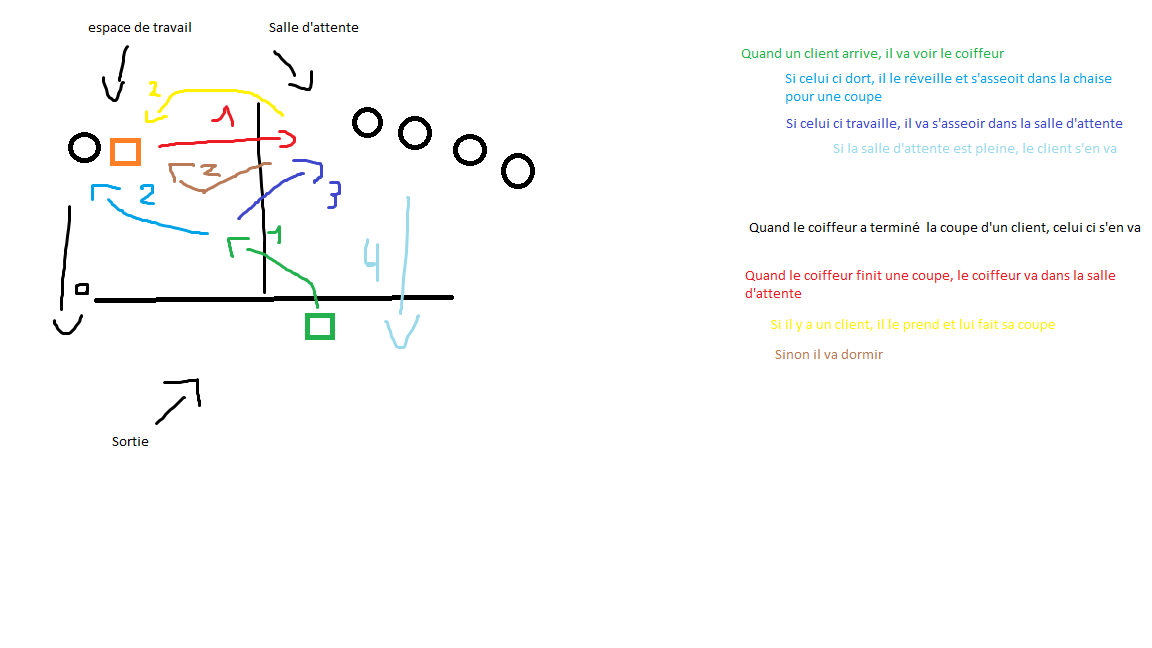 espace de travail
Salle d'attente
2
1
2
2
3
1
4
Sortie
Quand un client arrive, il va voir le coiffeur
Si celui ci dort, il le réveille et s'asseoit dans la chaise
pour une coupe
Si celui ci travaille, il va s'asseoir dans la salle d'attente
Si la salle d'attente est pleine, le client s'en va
Quand le coiffeur a terminé  la coupe d'un client, celui ci s'en va
Quand le coiffeur finit une coupe, le coiffeur va dans la salle
d'attente
Si il y a un client, il le prend et lui fait sa coupe
Sinon il va dormir